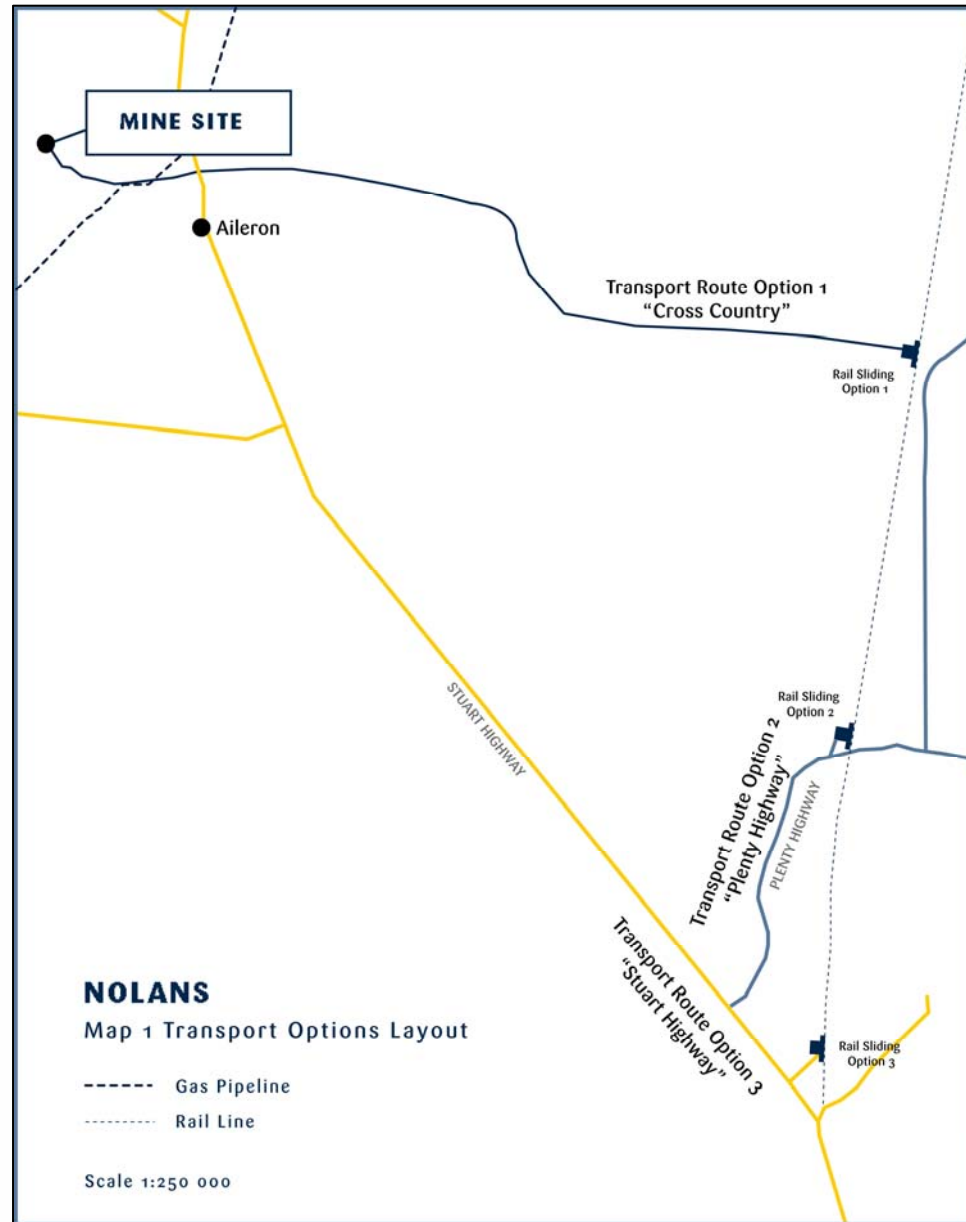 MINE SITE
Aileron
Transport Route Option 1
“Cross Country”
Rail Sliding
Option 1
STUART HIGHWAY
Rail Sliding
Option 2
Transport Route Option 2
“Plenty Highway”
PLENTY HIGHWAY
Transport Route Option 3
“Stuart Highway”
Rail Sliding
Option 3
NOLANS
Map 1 Transport Options Layout
Gas Pipeline
Rail Line
Scale 1:250 000